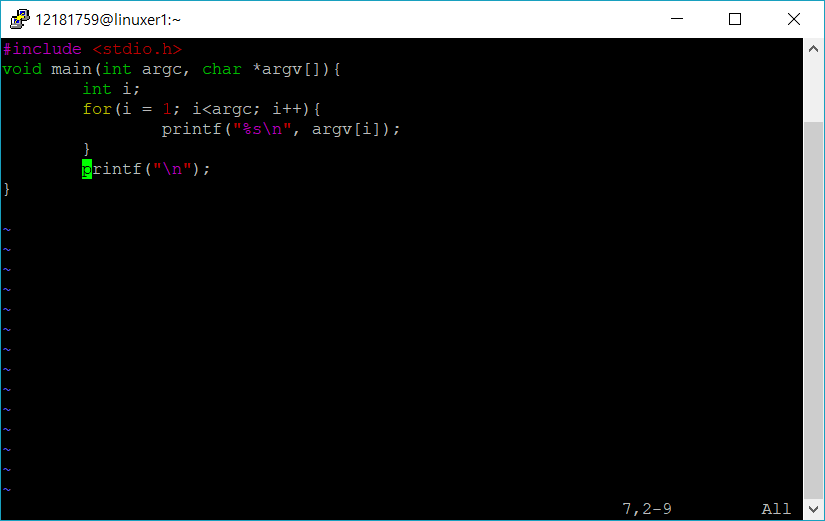 12181759@linuxer1:~
#include <stdio.h>
void main(int argc, char *argv[]){
        int i;
        for(i = 1; i<argc; i++){
                printf("%s\n", argv[i]);
        }
        printf("\n");
}
~
~
~
~
~
~
~
~
~
~
~
~
~
~
7,2-9 All